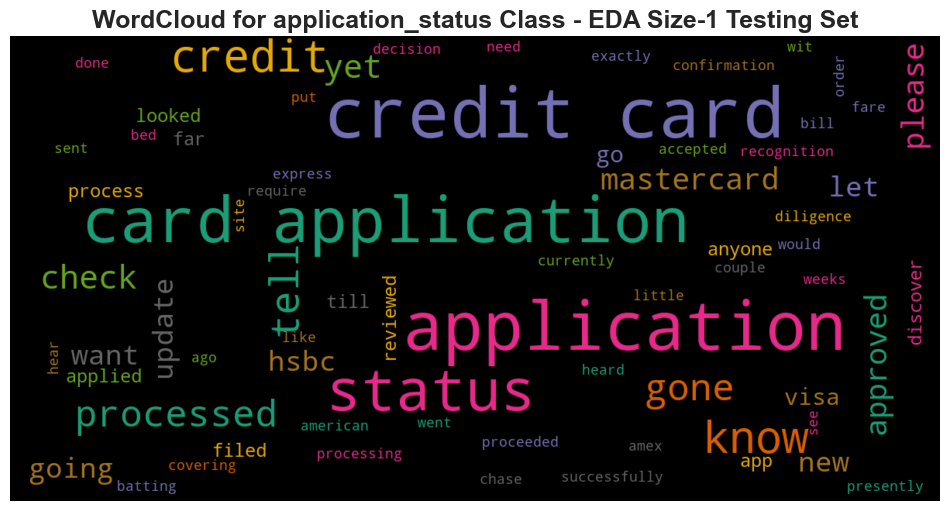 WordCloud for application_status Class - EDA Size-1 Testing Set
done
credit
yet
decision
need
exactly
confirmation
wit
order
please
put
looked
bed
far
sent
credit card
bill
fare
go
accepted
recognition
process
express
require
mastercard
let
card application
site
diligence
anyone
would
currently
couple
check
tell
update
till
reviewed
little
weeks
discover
application
approved
like
want
hear
ago
applied
hsbc
heard
status
gone
visa
processed
american
went
know
see
proceeded
filed
processing
amex
app
new
going
covering
batting
chase
successfully
presently